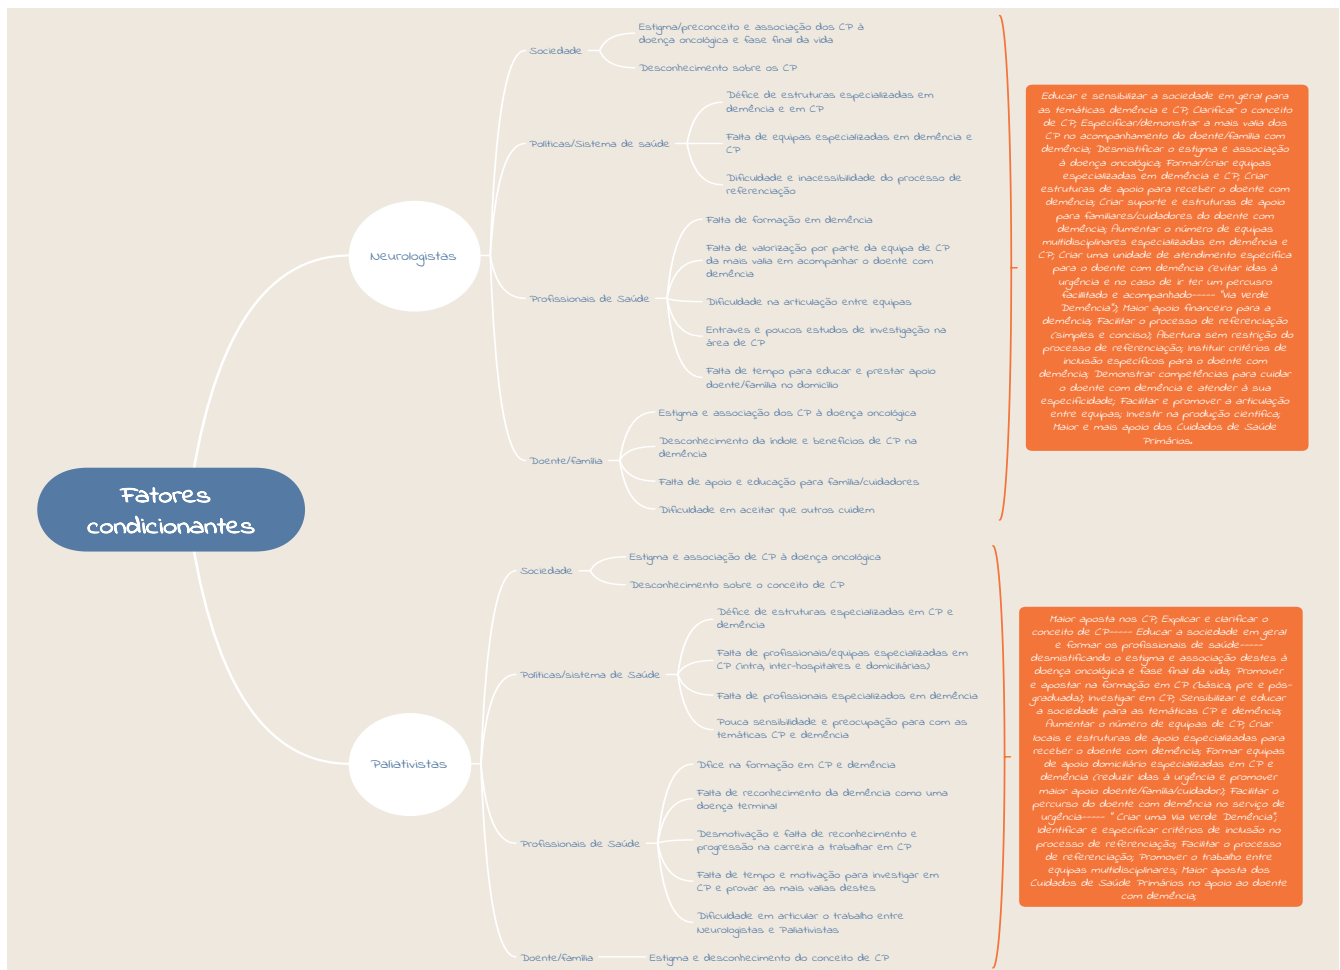 Fatores
condicionantes
Neurologistas
Sociedade
Estigma/preconceito e associação dos CP à
doença oncológica e fase final da vida
Desconhecimento sobre os CP
Políticas/Sistema de saúde
Défice de estruturas especializadas em
demência e em CP
Falta de equipas especializadas em demência e
CP
Dificuldade e inacessibilidade do processo de
referenciação
Profissionais de Saúde
Falta de formação em demência
Falta de valorização por parte da equipa de CP
da mais valia em acompanhar o doente com
demência
Dificuldade na articulação entre equipas
Entraves e poucos estudos de investigação na
área de CP
Falta de tempo para educar e prestar apoio
doente/família no domicílio
Doente/família
Estigma e associação dos CP à doença oncológica
Desconhecimento da índole e benefícios de CP na
demência
Falta de apoio e educação para família/cuidadores
Dificuldade em aceitar que outros cuidem
Educar e sensibilizar a sociedade em geral para
as temáticas demência e CP; Clarificar o conceito
de CP; Especificar/demonstrar a mais valia dos
CP no acompanhamento do doente/família com
demência; Desmistificar o estigma e associação
à doença oncológica; Formar/criar equipas
especializadas em demência e CP; Criar
estruturas de apoio para receber o doente com
demência; Criar suporte e estruturas de apoio
para familiares/cuidadores do doente com
demência; Aumentar o número de equipas
multidisciplinares especializadas em demência e
CP; Criar uma unidade de atendimento específica
para o doente com demência (evitar idas à
urgência e no caso de ir ter um percusro
facilitado e acompanhado----- "Via Verde
Demência"); Maior apoio financeiro para a
demência; Facilitar o processo de referenciação
(simples e conciso); Abertura sem restrição do
processo de referenciação; Instituir critérios de
inclusão específicos para o doente com
demência; Demonstrar competências para cuidar
o doente com demência e atender à sua
especificidade; Facilitar e promover a articulação
entre equipas; Investir na produção científica;
Maior e mais apoio dos Cuidados de Saúde
Primários.
Paliativistas
Sociedade
Estigma e associação de CP à doença oncológica
Desconhecimento sobre o conceito de CP
Políticas/sistema de Saúde
Défice de estruturas especializadas em CP e
demência
Falta de profissionais/equipas especializadas em
CP (intra, inter-hospitalres e domiciliárias)
Falta de profissionais especializados em demência
Pouca sensibilidade e preocupação para com as
temáticas CP e demência
Profissionais de Saúde
Dfice na formação em CP e demência
Falta de reconhecimento da demência como uma
doença terminal
Desmotivação e falta de reconhecimento e
progressão na carreira a trabalhar em CP
Falta de tempo e motivação para investigar em
CP e provar as mais valias destes
Dificuldade em articular o trabalho entre
Neurologistas e Paliativistas
Doente/família
Estigma e desconhecimento do conceito de CP
Maior aposta nos CP; Explicar e clarificar o
conceito de CP----- Educar a sociedade em geral
e formar os profissionais de saúde-----
desmistificando o estigma e associação destes à
doença oncológica e fase final da vida; Promover
e apostar na formação em CP (básica, pre e pós-
graduada); Investigar em CP; Sensibilizar e educar
a sociedade para as temáticas CP e demência;
Aumentar o número de equipas de CP; Criar
locais e estruturas de apoio especializadas para
receber o doente com demência; Formar equipas
de apoio domiciliário especializadas em CP e
demência (reduzir idas à urgência e promover
maior apoio doente/família/cuidador); Facilitar o
percurso do doente com demência no serviço de
urgência----- " Criar uma Via Verde Demência";
Identificar e especificar critérios de inclusão no
processo de referenciação; Facilitar o processo
de referenciação; Promover o trabalho entre
equipas multidisciplinares; Maior aposta dos
Cuidados de Saúde Primários no apoio ao doente
com demência;